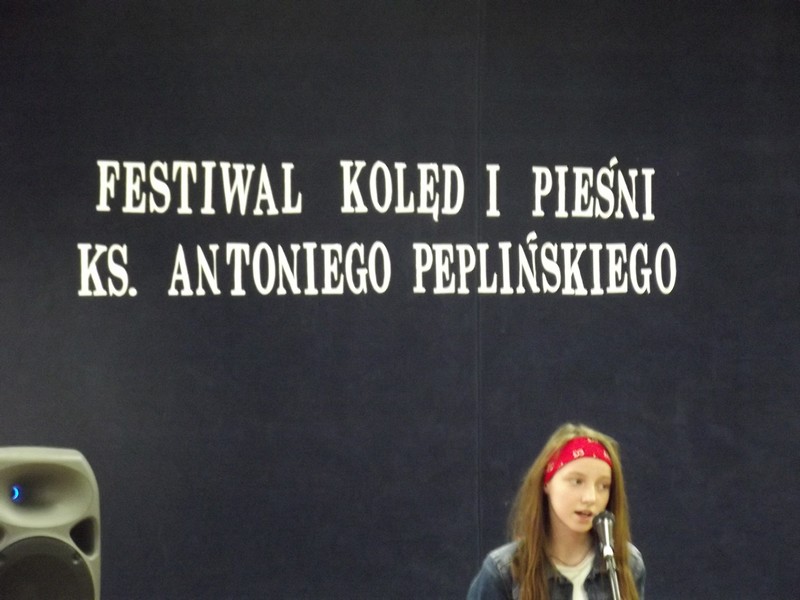 FESTIWAL KOLĘD I PIEŚNI
KS. ANTONIEGO PEPLIŃSKIEGO